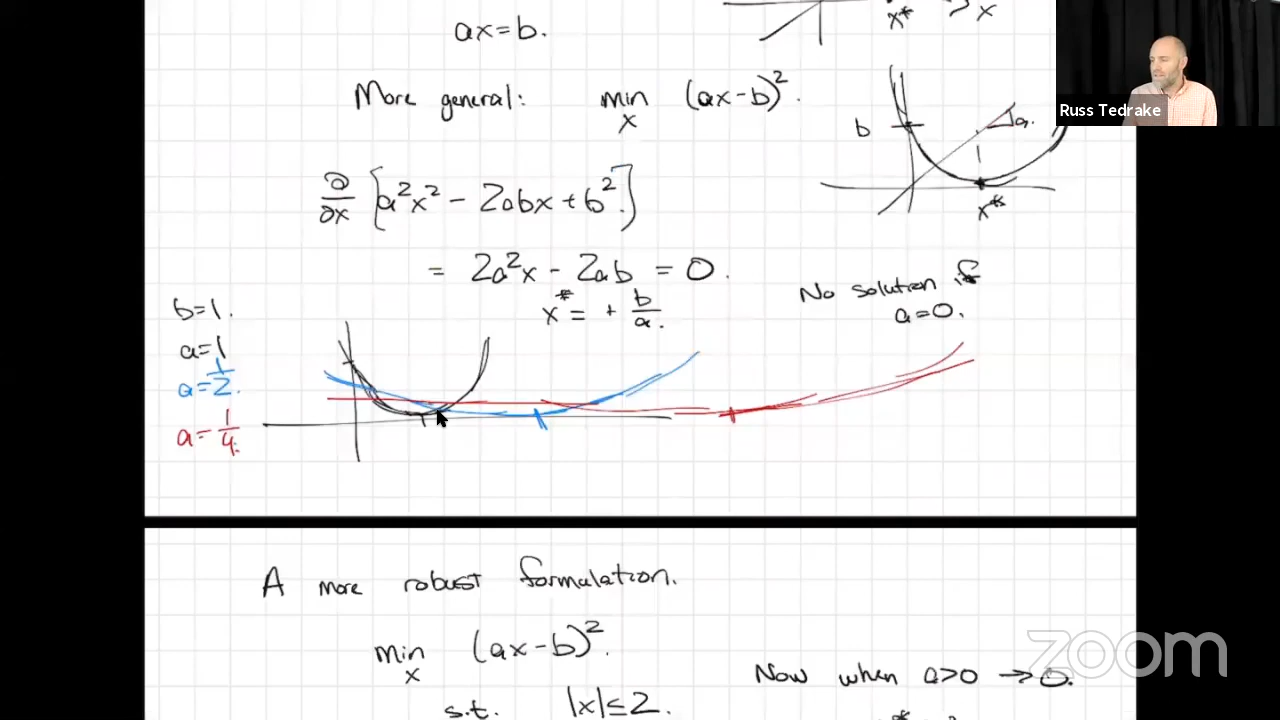 ax=b.
x*
x
Russ Tedrake
More general: min (ax-b)².
x
b
a.
x*
∂/∂x [a²x² - 2abx + b².]
= 2a²x - 2ab = 0.
x* = + b/a.
No solution if
a=0.
b=1.
a=1
a=1/2.
a=1/4.
A more robust formulation.
min (ax-b)².
x
s.t. |x|≤2.
Now when a>0 → 0.
zoom